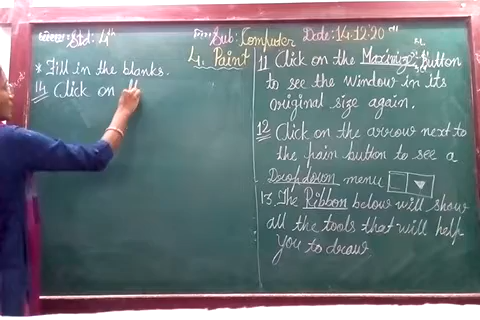 Std: 4th
Sub: Computer Date: 14.12.20
4. Paint
* Fill in the blanks.
14 Click on
11 Click on the Maximize Button
to see the window in its
original size again.
12 Click on the arrow next to
the pain button to see a
Dropdown menu
13. The Ribbon below will show
all the tools that will help
you to draw.